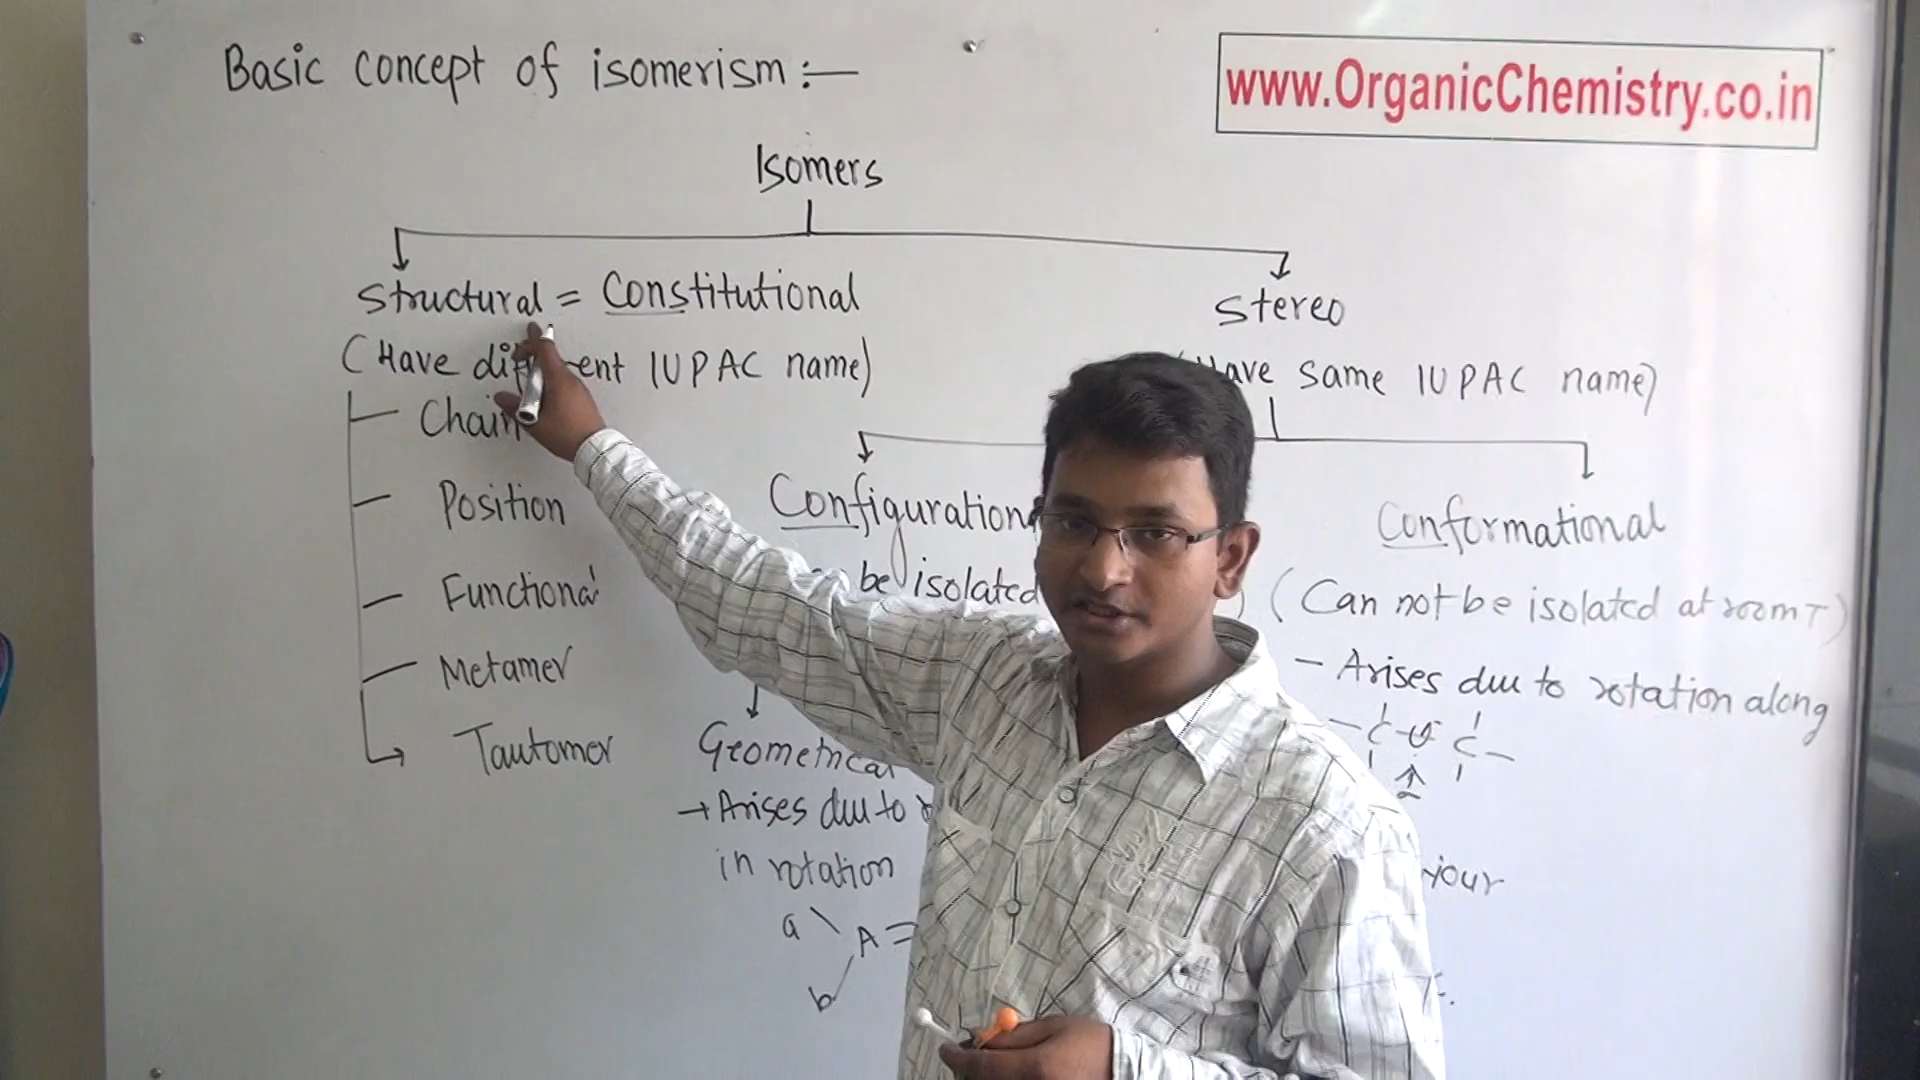 Basic concept of isomerism :—
www.OrganicChemistry.co.in
Isomers
Structural = Constitutional
(Have different IUPAC name)
Chain
Position
Functional
Metamer
Tautomer
Stereo
Have same IUPAC name)
Configuration
be isolated
Geometrical
→ Arises due to
in rotation
a
A =
b
Conformational
(Can not be isolated at room T)
- Arises due to rotation along
- C - C -